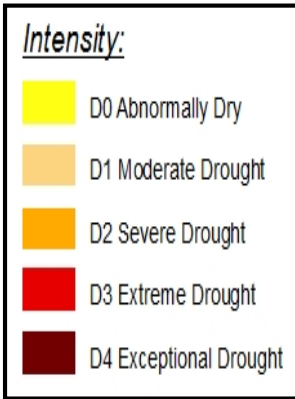 Intensity:
D0 Abnormally Dry
D1 Moderate Drought
D2 Severe Drought
D3 Extreme Drought
D4 Exceptional Drought